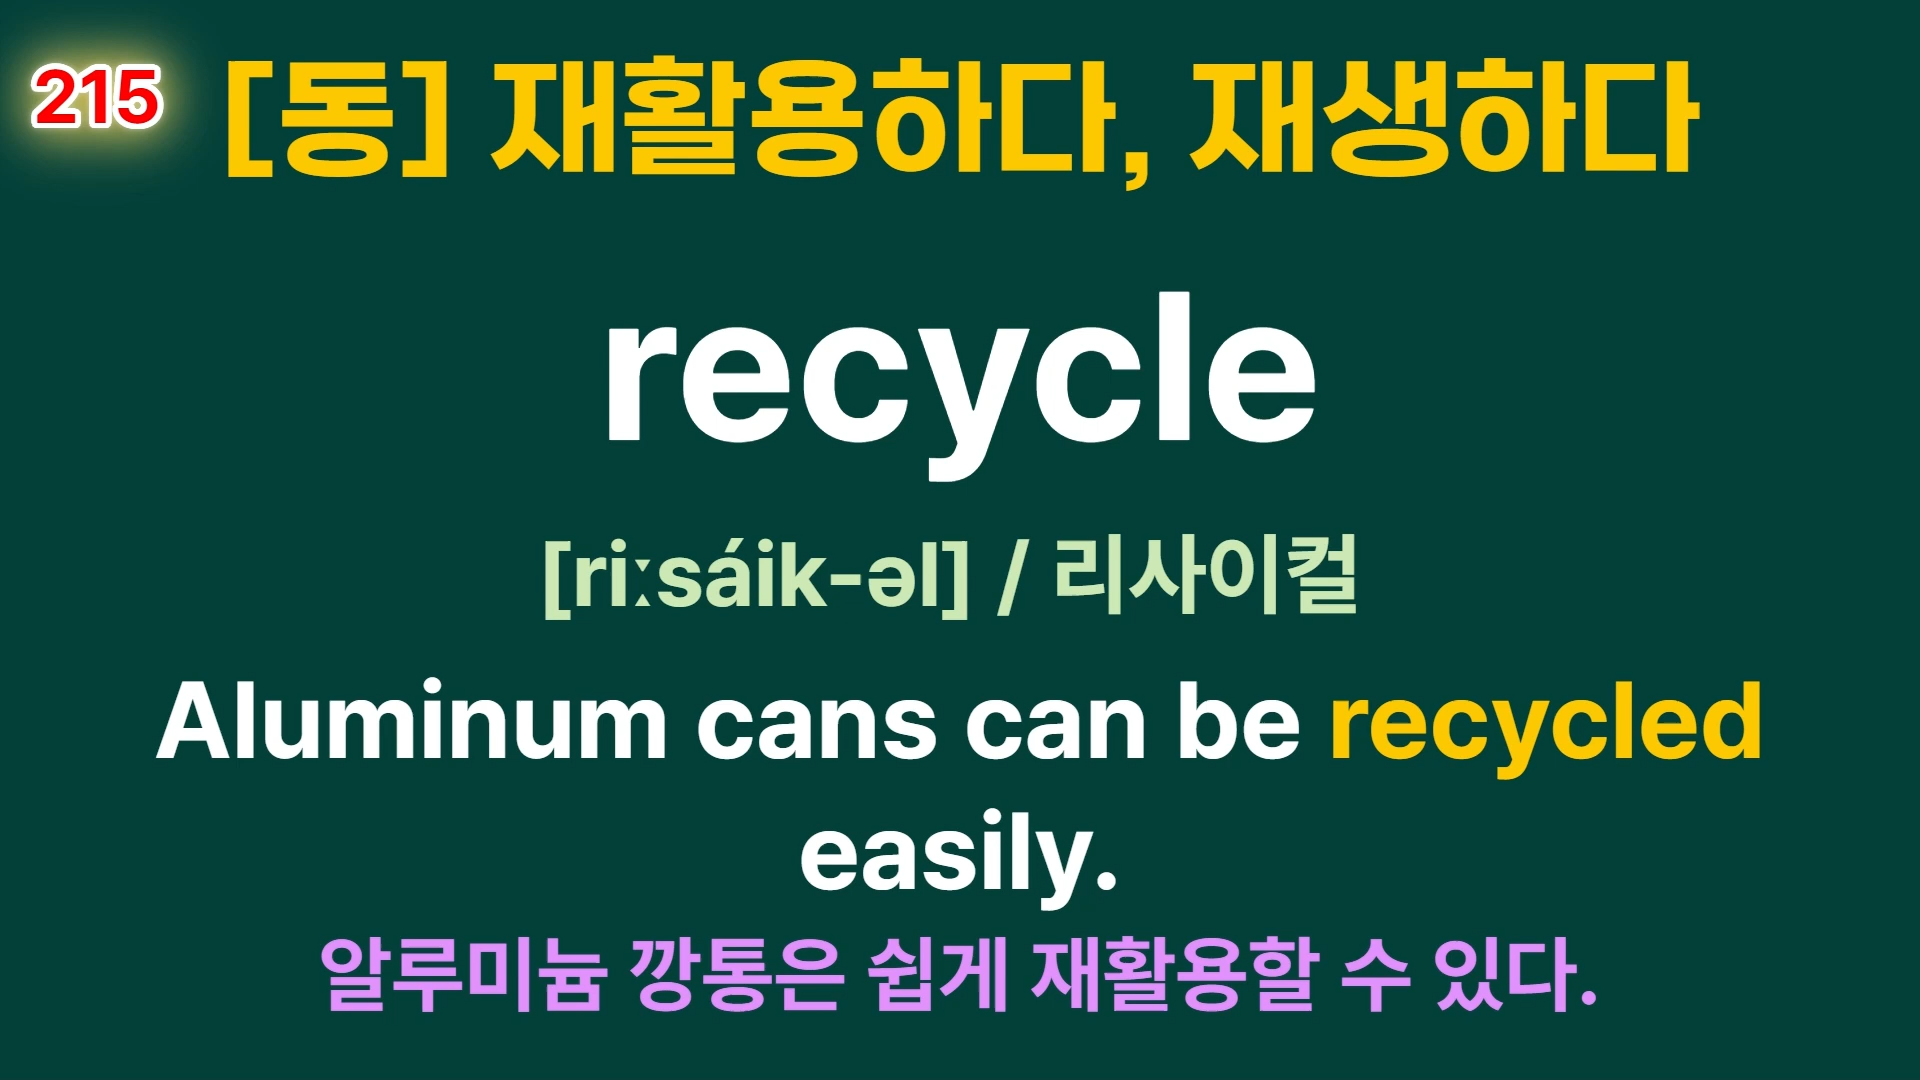 215
[동] 재활용하다, 재생하다
recycle
[riːsáik-əl] / 리사이컬
Aluminum cans can be recycled
easily.
알루미늄 깡통은 쉽게 재활용할 수 있다.